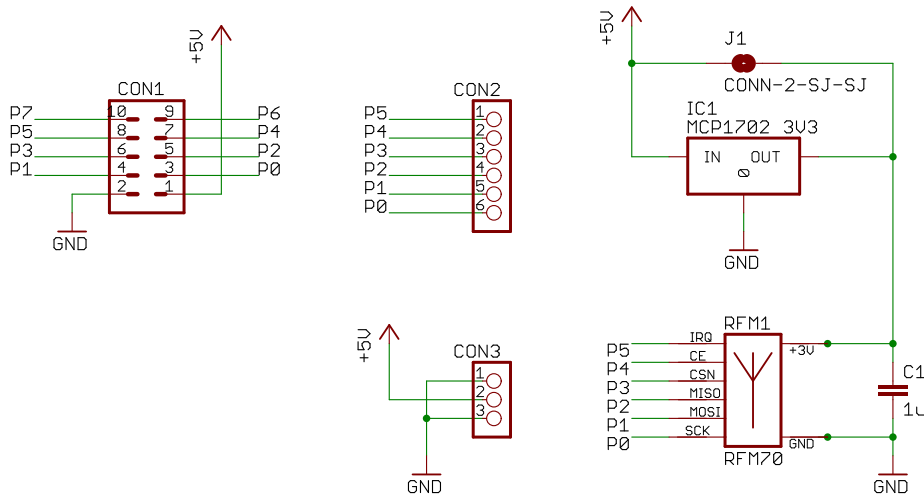 +5V
CON1
P7 10 9 P6
P5 8 7 P4
P3 6 5 P2
P1 4 3 P0
2 1
GND
CON2
P5 1
P4 2
P3 3
P2 4
P1 5
P0 6
+5V
CON3
1
2
3
GND
+5V
J1
CONN-2-SJ-SJ
IC1
MCP1702 3V3
IN OUT
0
GND
RFM1
P5 IRQ +3V
P4 CE
P3 CSN
P2 MISO
P1 MOSI
P0 SCK GND
RFM70
C1
1u
GND